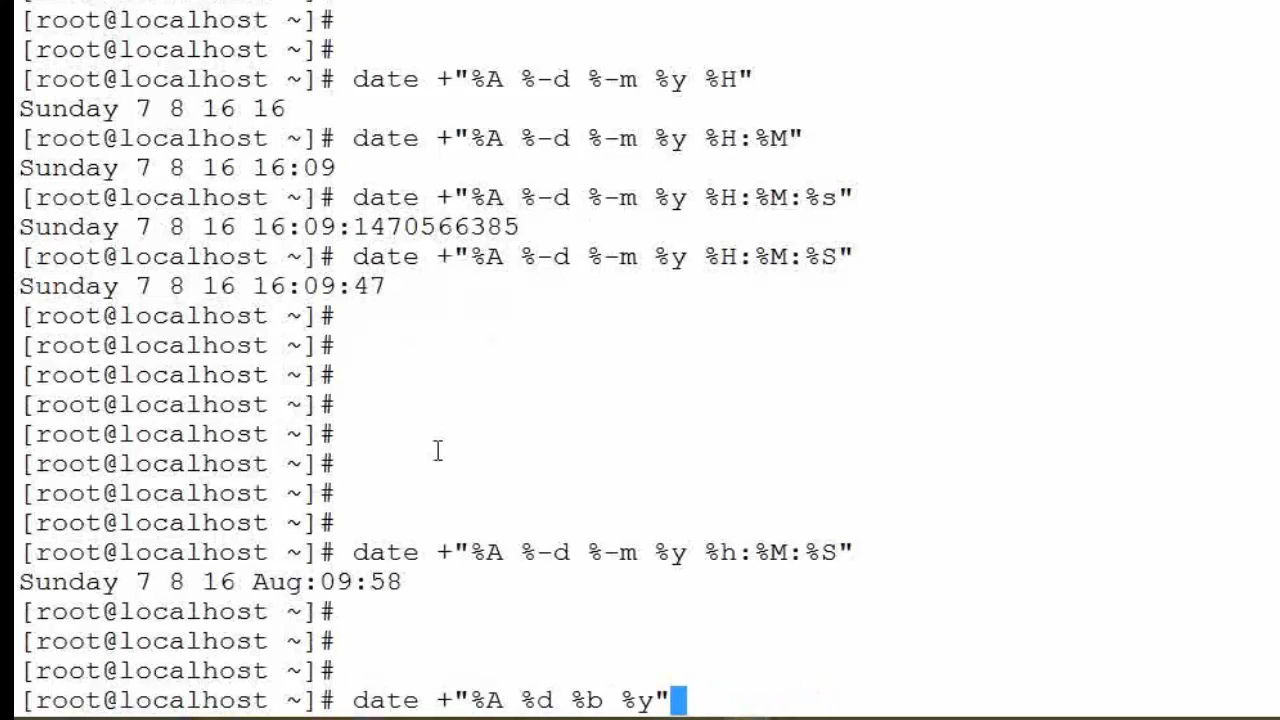 [root@localhost ~]#
[root@localhost ~]#
[root@localhost ~]# date +"%A %-d %-m %y %H"
Sunday 7 8 16 16
[root@localhost ~]# date +"%A %-d %-m %y %H:%M"
Sunday 7 8 16 16:09
[root@localhost ~]# date +"%A %-d %-m %y %H:%M:%s"
Sunday 7 8 16 16:09:1470566385
[root@localhost ~]# date +"%A %-d %-m %y %H:%M:%S"
Sunday 7 8 16 16:09:47
[root@localhost ~]#
[root@localhost ~]#
[root@localhost ~]#
[root@localhost ~]#
[root@localhost ~]#
[root@localhost ~]#
[root@localhost ~]#
[root@localhost ~]#
[root@localhost ~]# date +"%A %-d %-m %y %h:%M:%S"
Sunday 7 8 16 Aug:09:58
[root@localhost ~]#
[root@localhost ~]#
[root@localhost ~]#
[root@localhost ~]# date +"%A %d %b %y"